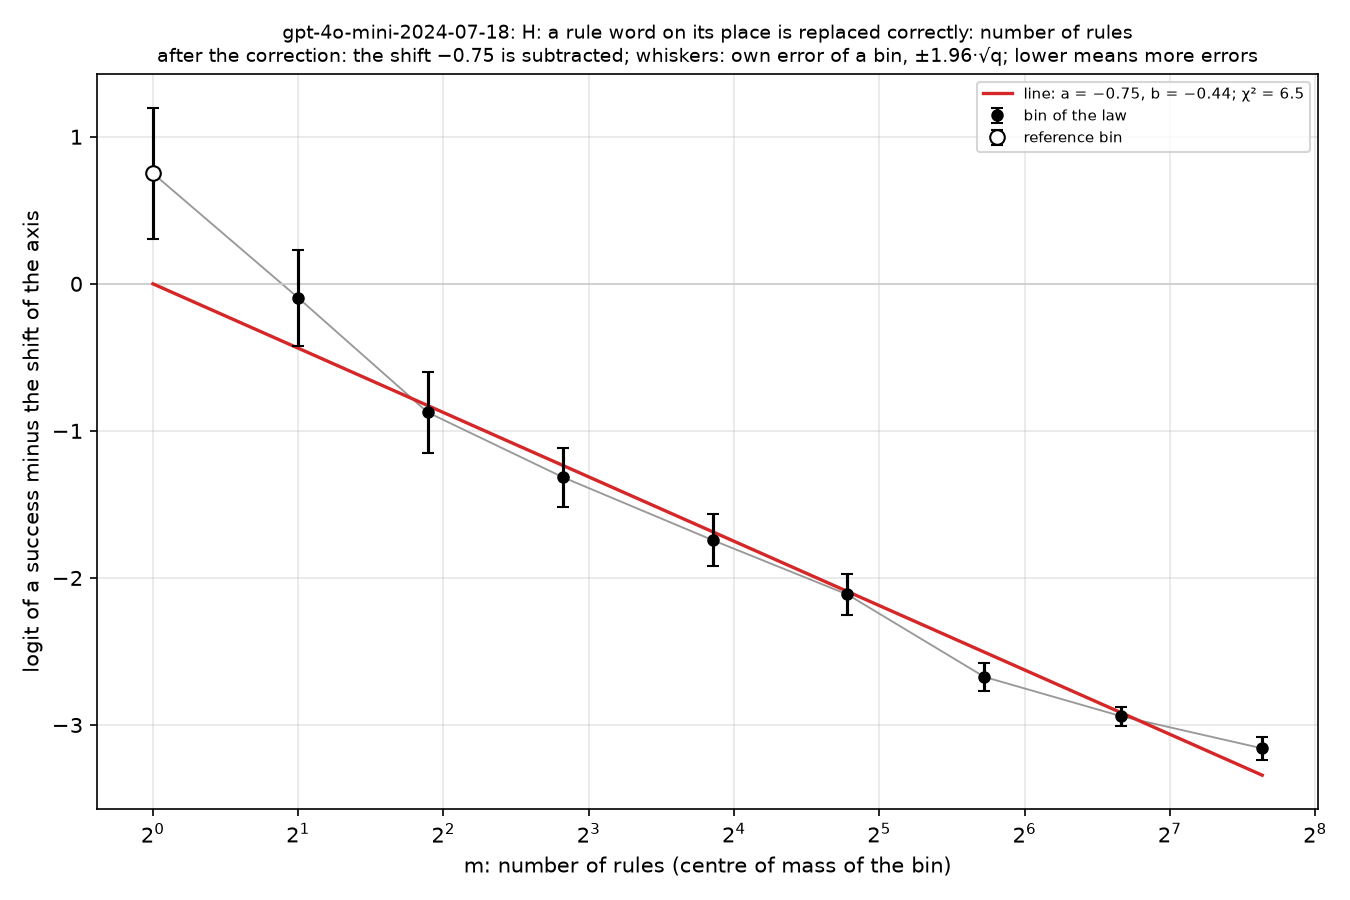 gpt-4o-mini-2024-07-18: H: a rule word on its place is replaced correctly: number of rules
after the correction: the shift −0.75 is subtracted; whiskers: own error of a bin, ±1.96·√q; lower means more errors
line: a = −0.75, b = −0.44; χ² = 6.5
bin of the law
reference bin
logit of a success minus the shift of the axis
1
0
−1
−2
−3
2⁰
2¹
2²
2³
2⁴
2⁵
2⁶
2⁷
2⁸
m: number of rules (centre of mass of the bin)